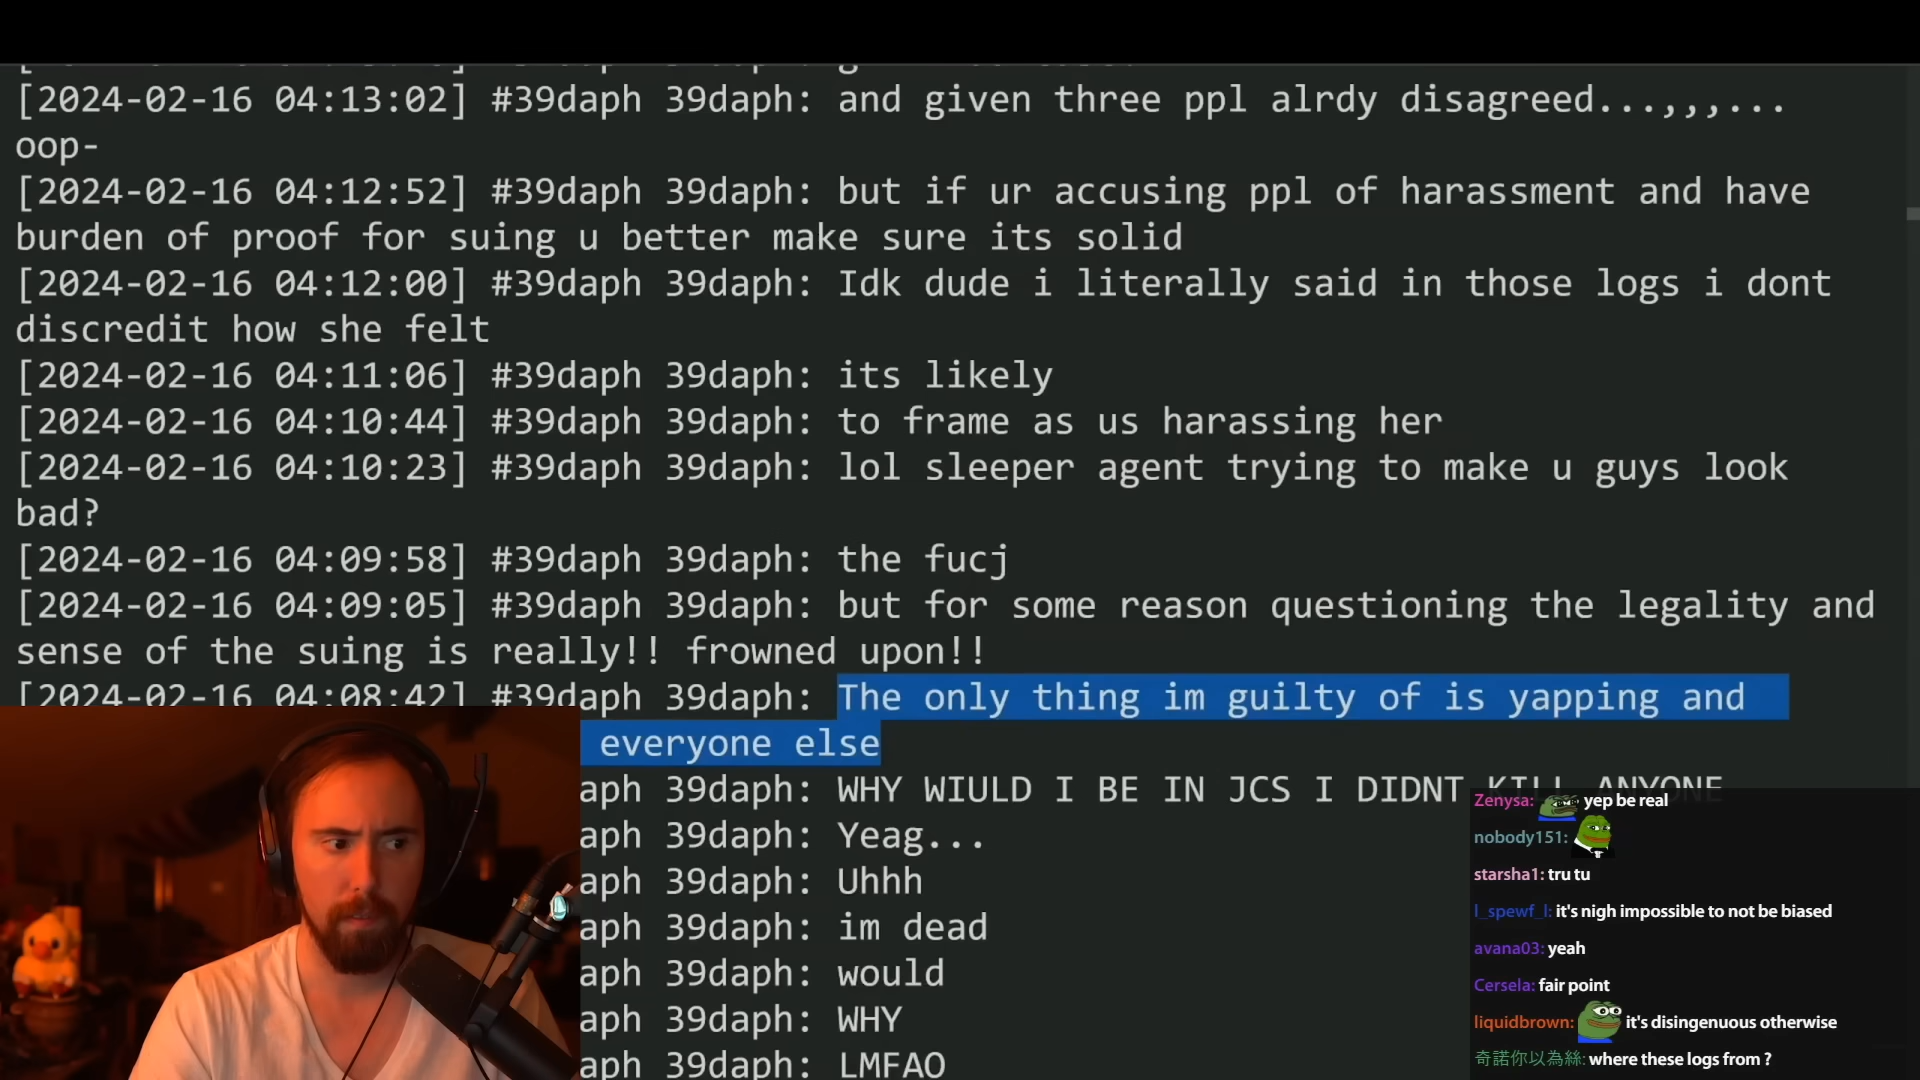 [2024-02-16 04:13:02] #39daph 39daph: and given three ppl alrdy disagreed...,,,...
oop-
[2024-02-16 04:12:52] #39daph 39daph: but if ur accusing ppl of harassment and have
burden of proof for suing u better make sure its solid
[2024-02-16 04:12:00] #39daph 39daph: Idk dude i literally said in those logs i dont
discredit how she felt
[2024-02-16 04:11:06] #39daph 39daph: its likely
[2024-02-16 04:10:44] #39daph 39daph: to frame as us harassing her
[2024-02-16 04:10:23] #39daph 39daph: lol sleeper agent trying to make u guys look
bad?
[2024-02-16 04:09:58] #39daph 39daph: the fucj
[2024-02-16 04:09:05] #39daph 39daph: but for some reason questioning the legality and
sense of the suing is really!! frowned upon!!
[2024-02-16 04:08:42] #39daph 39daph: The only thing im guilty of is yapping and
everyone else
aph 39daph: WHY WIULD I BE IN JCS I DIDNT KILL ANYONE
aph 39daph: Yeag...
aph 39daph: Uhhh
aph 39daph: im dead
aph 39daph: would
aph 39daph: WHY
aph 39daph: LMFAO
Zenysa: yep be real
nobody151:
starsha1: tru tu
l_spewf_l: it's nigh impossible to not be biased
avana03: yeah
Cersela: fair point
liquidbrown: it's disingenuous otherwise
奇諾你以為絲: where these logs from ?